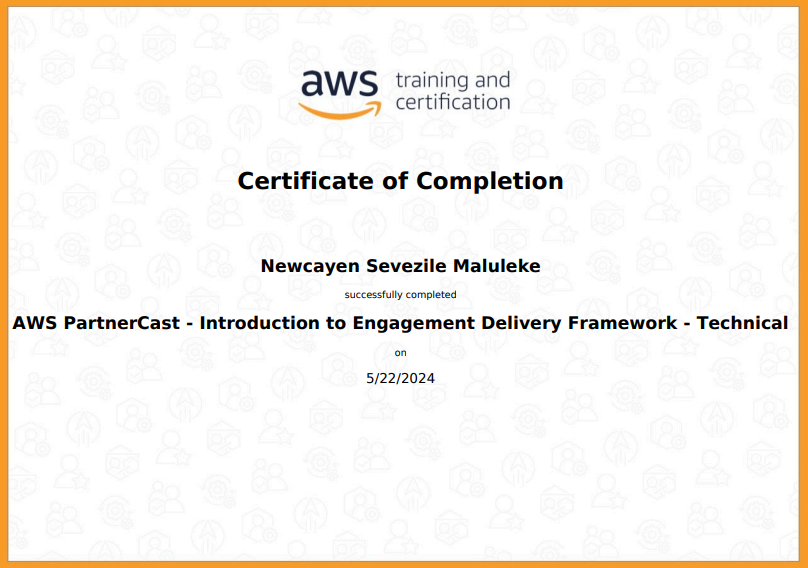 aws training and
certification
Certificate of Completion
Newcayen Sevezile Maluleke
successfully completed
AWS PartnerCast - Introduction to Engagement Delivery Framework - Technical
on
5/22/2024